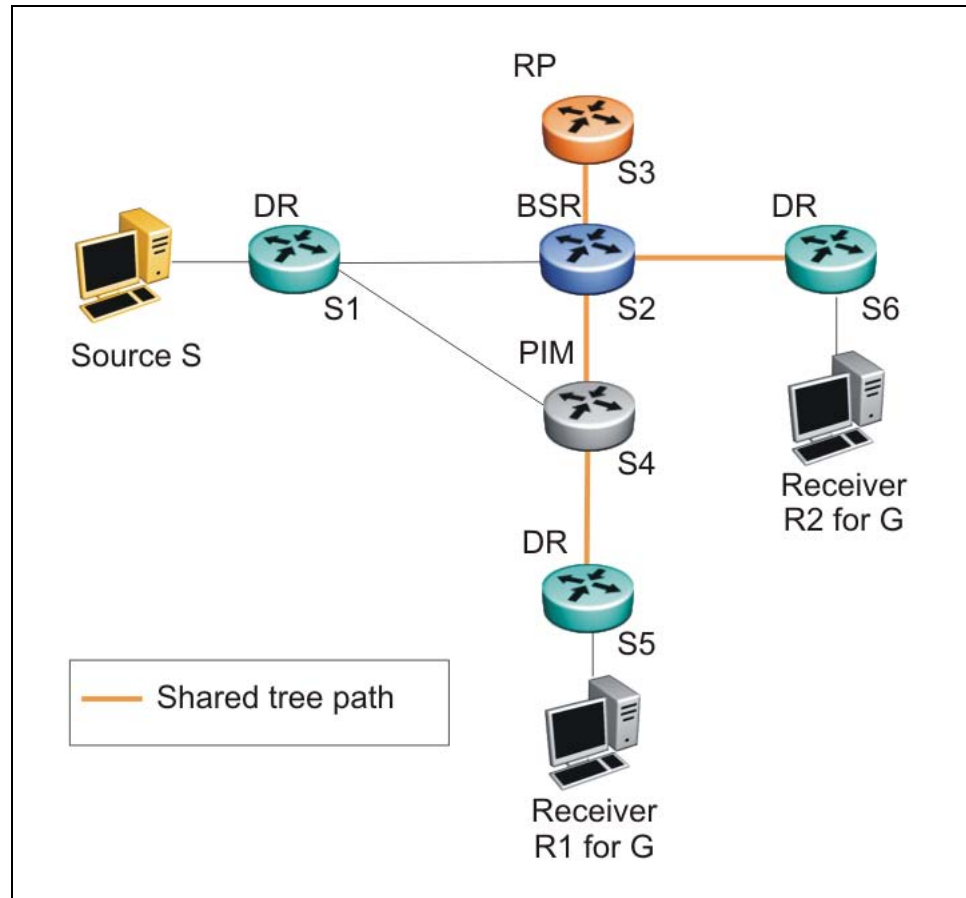 RP
S3
DR
BSR
DR
S1
S2
S6
Source S
PIM
S4
Receiver
R2 for G
DR
S5
Shared tree path
Receiver
R1 for G